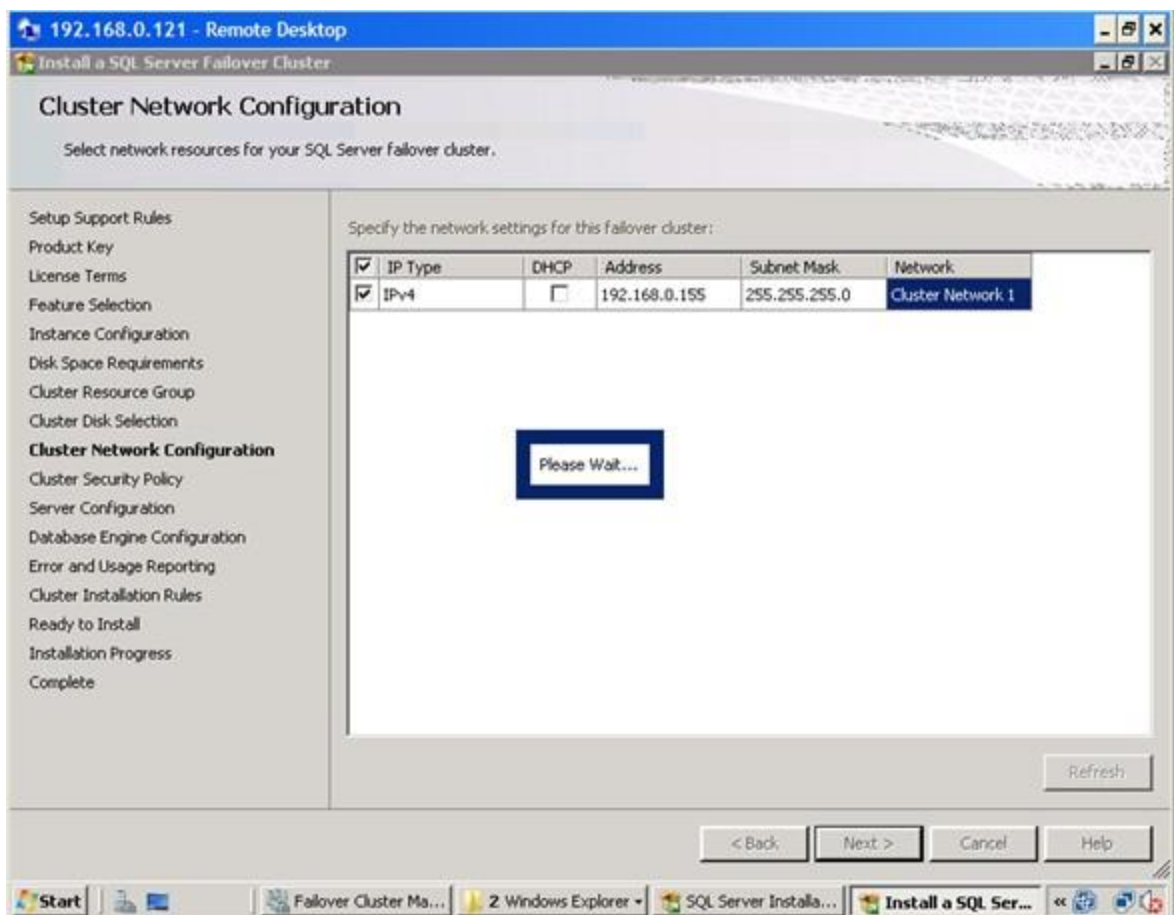 192.168.0.121 - Remote Desktop
Install a SQL Server Failover Cluster
Cluster Network Configuration
Select network resources for your SQL Server failover cluster.
Setup Support Rules
Product Key
License Terms
Feature Selection
Instance Configuration
Disk Space Requirements
Cluster Resource Group
Cluster Disk Selection
Cluster Network Configuration
Cluster Security Policy
Server Configuration
Database Engine Configuration
Error and Usage Reporting
Cluster Installation Rules
Ready to Install
Installation Progress
Complete
Specify the network settings for this failover cluster:
IP Type DHCP Address Subnet Mask Network
IPv4 192.168.0.155 255.255.255.0 Cluster Network 1
Please Wait...
Refresh
< Back Next > Cancel Help
Start Failover Cluster Ma... 2 Windows Explorer SQL Server Installa... Install a SQL Ser... «